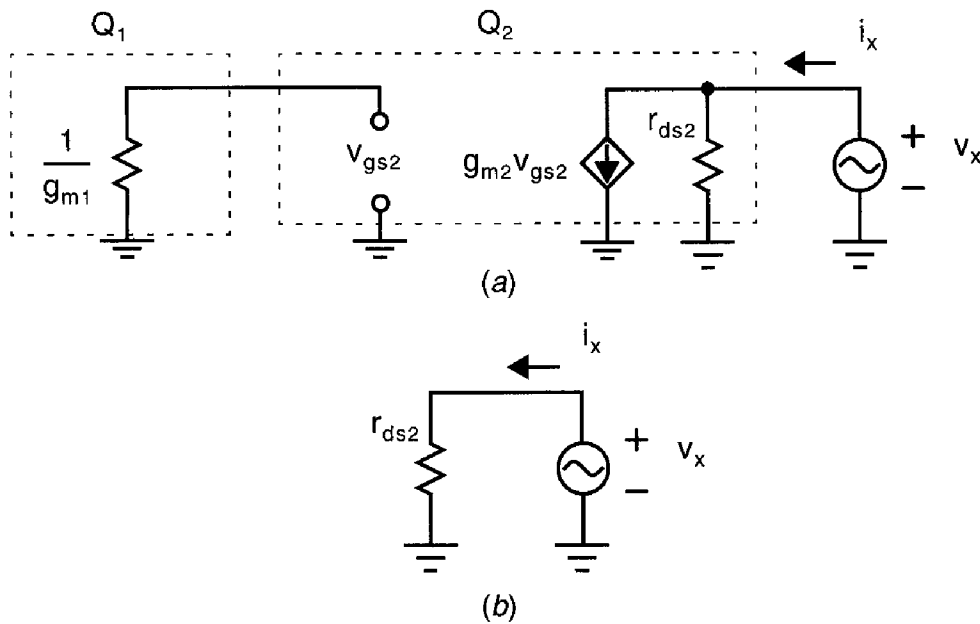 Q1 Q2
ix
1
gm1
vgs2
gm2vgs2
rds2
+
vx
−
(a)
ix
rds2
+
vx
−
(b)